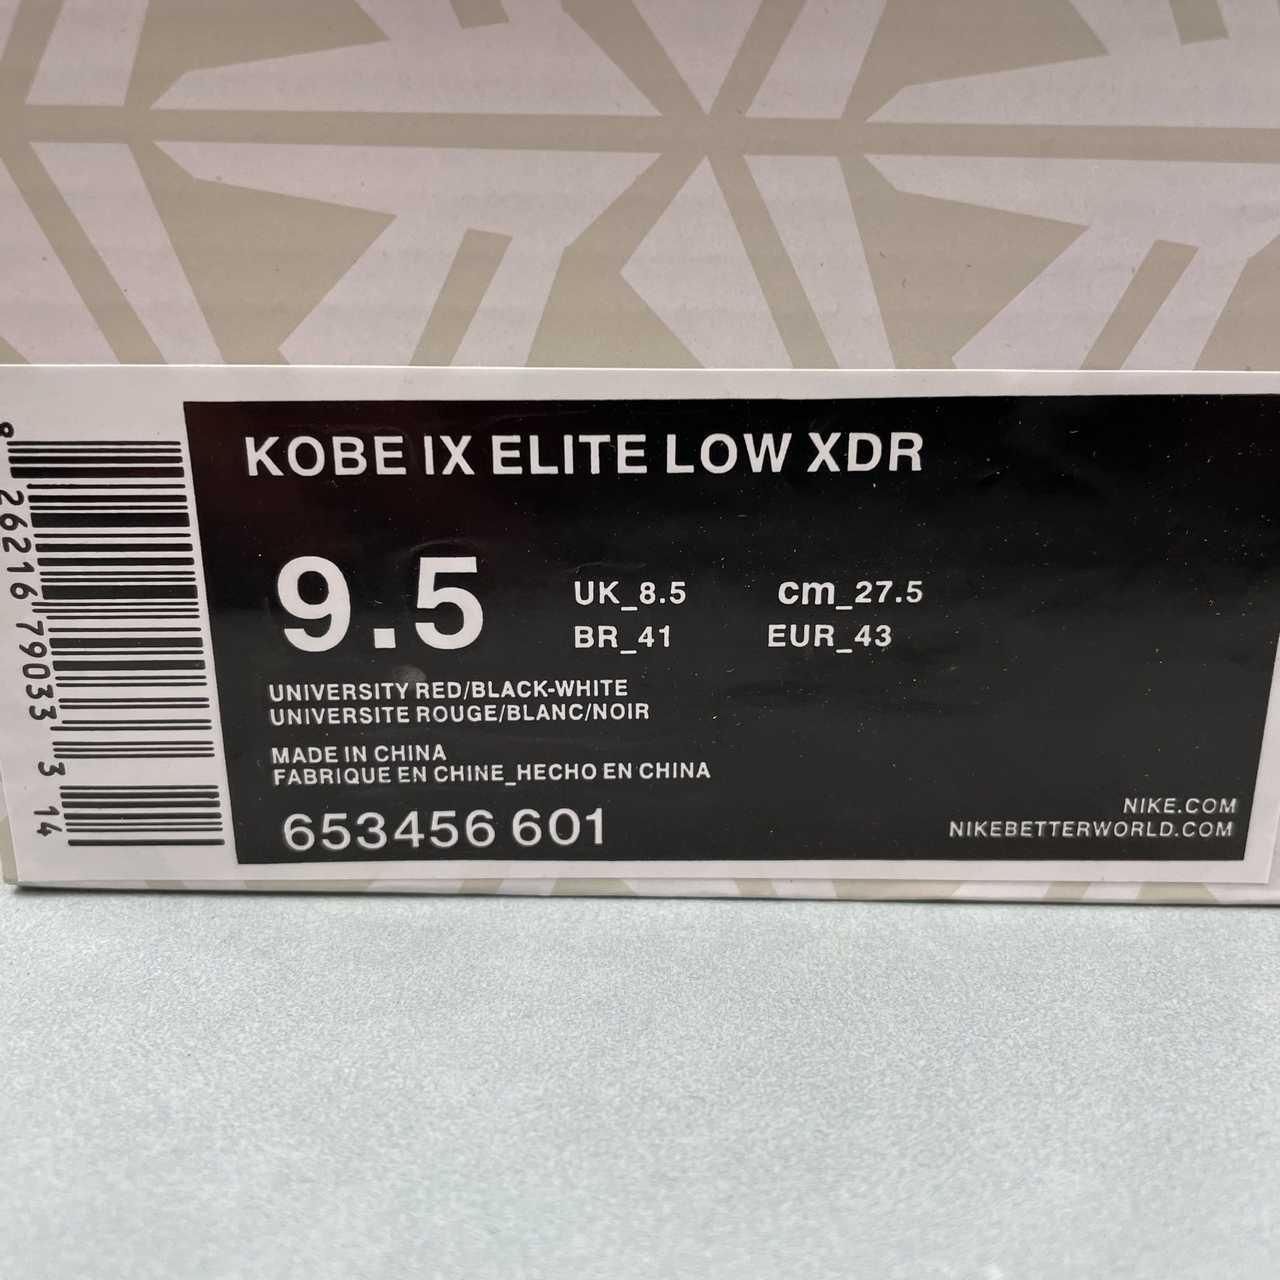 KOBE IX ELITE LOW XDR
9.5
UK_8.5 cm_27.5
BR_41 EUR_43
UNIVERSITY RED/BLACK-WHITE
UNIVERSITE ROUGE/BLANC/NOIR
MADE IN CHINA
FABRIQUE EN CHINE_HECHO EN CHINA
653456 601
NIKE.COM
NIKEBETTERWORLD.COM
8 26216 79033 3 14